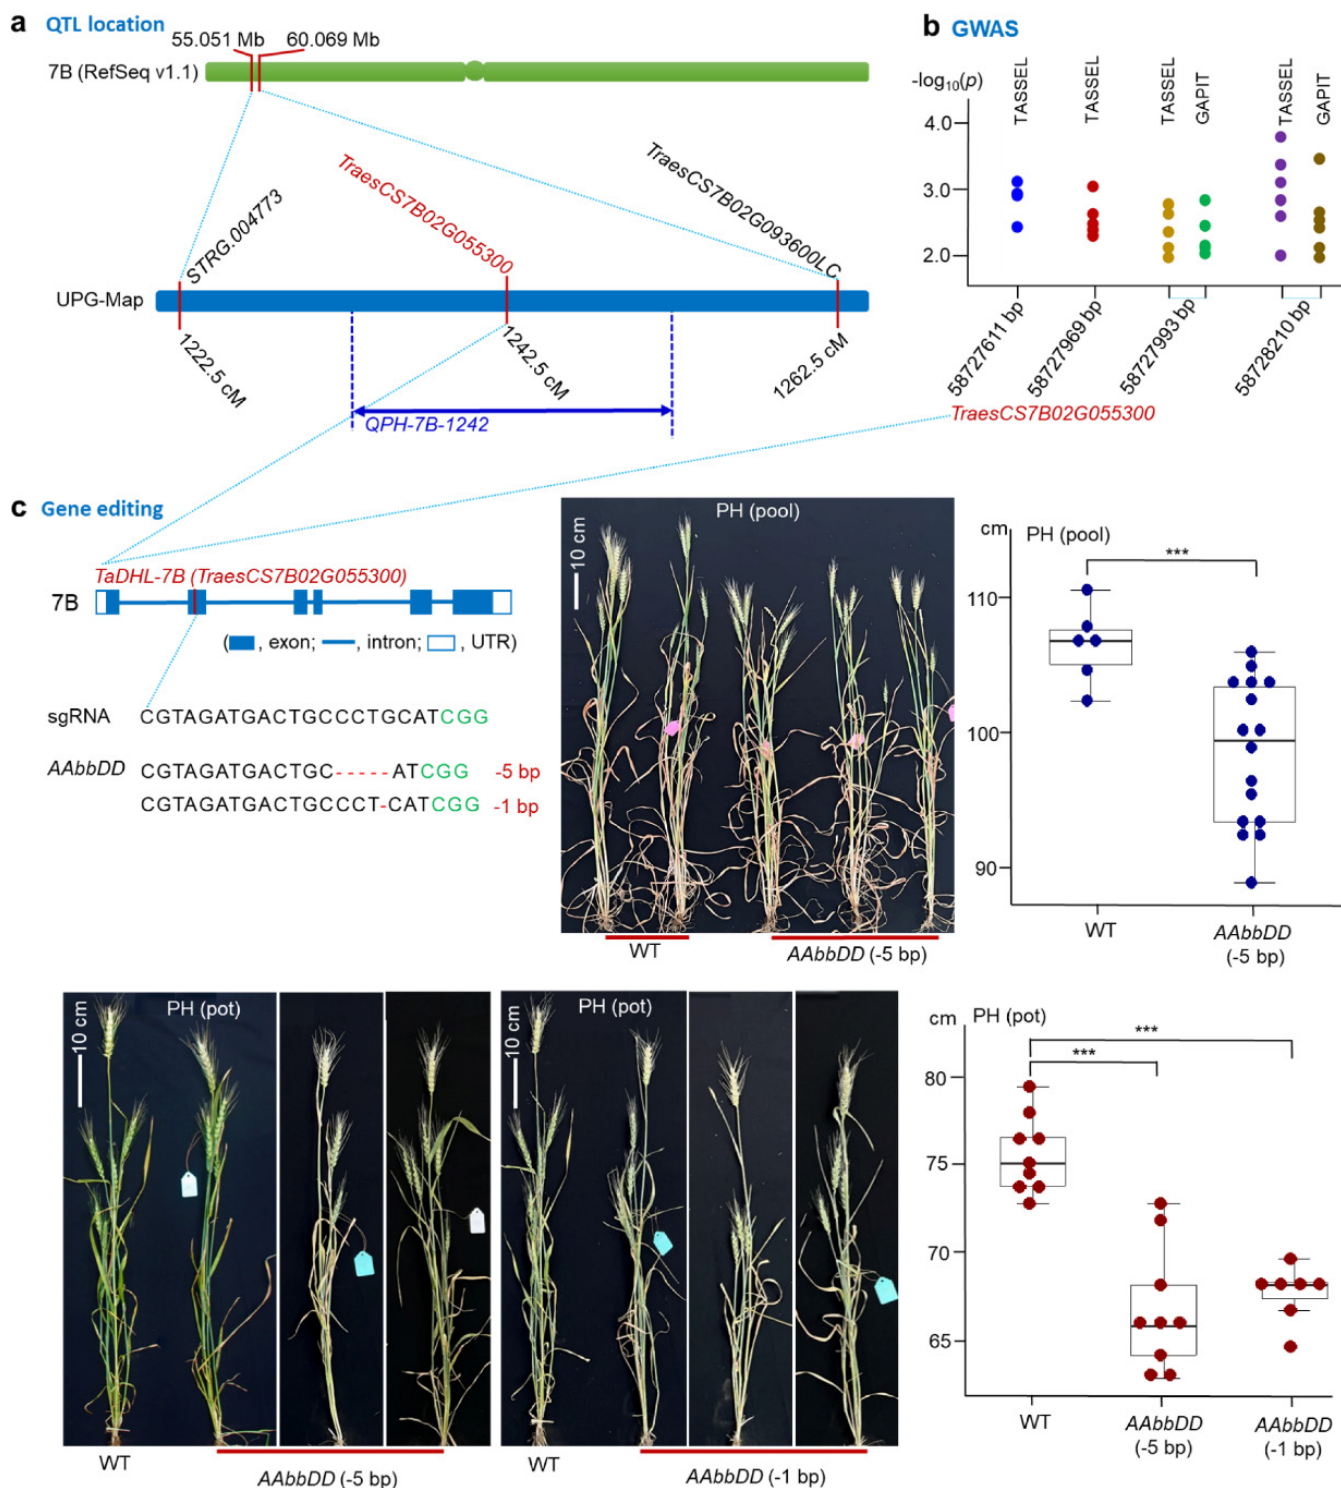 a QTL location
55.051 Mb 60.069 Mb
7B (RefSeq v1.1)
STRG.004773
TraesCS7B02G055300
TraesCS7B02G093600LC
UPG-Map
1222.5 cM
1242.5 cM
1262.5 cM
QPH-7B-1242
b GWAS
-log10(p)
TASSEL
TASSEL
TASSEL
GAPIT
TASSEL
GAPIT
4.0
3.0
2.0
58727611 bp
58727969 bp
58727993 bp
58728210 bp
TraesCS7B02G055300
c Gene editing
TaDHL-7B (TraesCS7B02G055300)
7B
( , exon; , intron; , UTR)
sgRNA CGTAGATGACTGCCCTGCATCGG
AAbbDD CGTAGATGACTGC-----ATCGG -5 bp
CGTAGATGACTGCCCT-CATCGG -1 bp
PH (pool)
10 cm
WT
AAbbDD (-5 bp)
cm PH (pool)
***
110
100
90
WT
AAbbDD
(-5 bp)
PH (pot)
10 cm
WT
AAbbDD (-5 bp)
PH (pot)
10 cm
WT
AAbbDD (-1 bp)
cm PH (pot)
***
***
80
75
70
65
WT
AAbbDD
(-5 bp)
AAbbDD
(-1 bp)